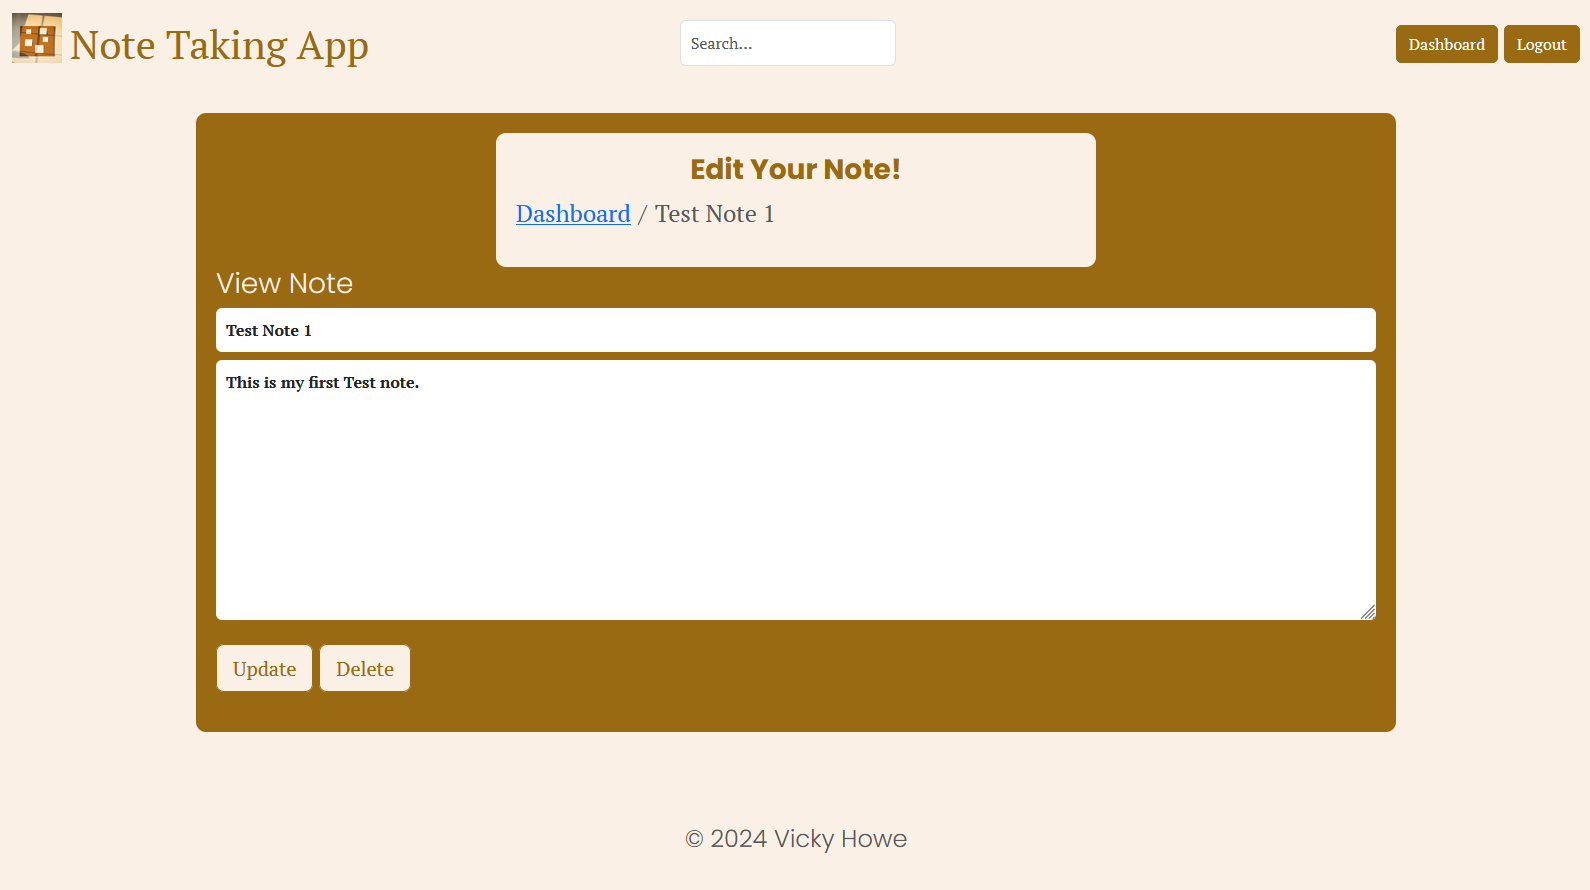 Note Taking App
Search...
Dashboard
Logout
Edit Your Note!
Dashboard / Test Note 1
View Note
Test Note 1
This is my first Test note.
Update
Delete
© 2024 Vicky Howe